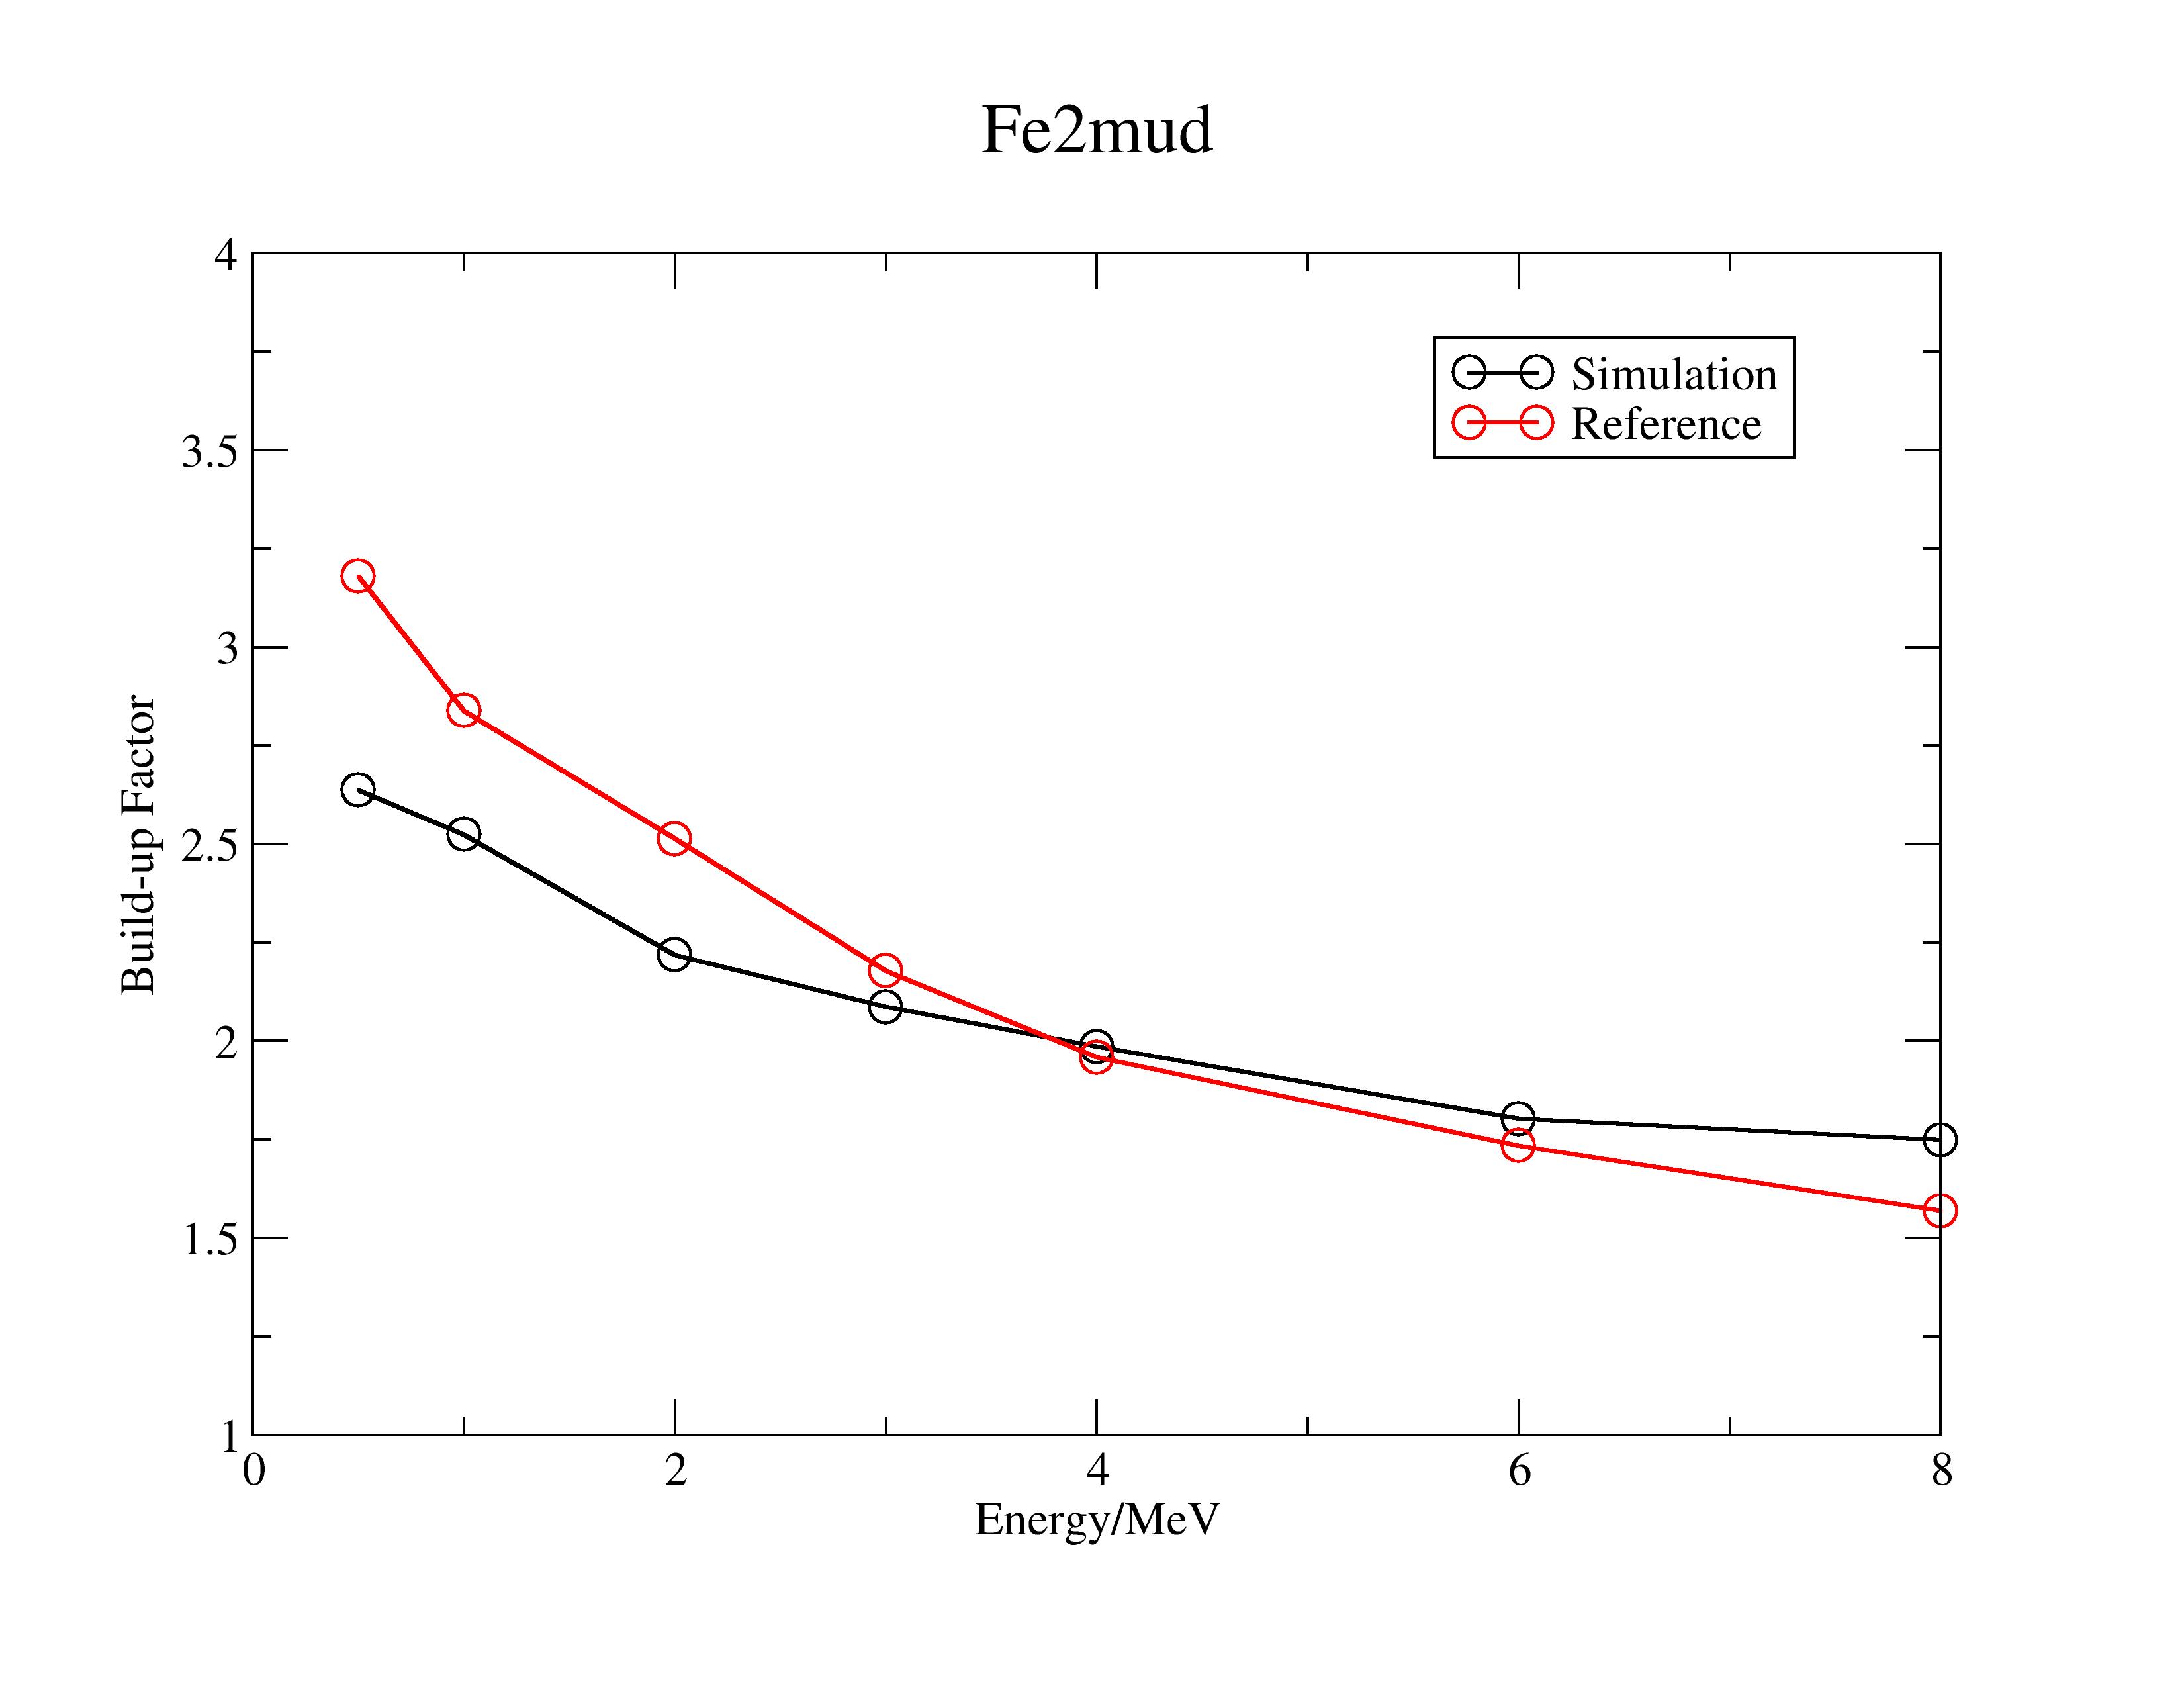 Fe2mud
4
3.5
3
2.5
2
1.5
1
Build-up Factor
Simulation
Reference
0 2 4 6 8
Energy/MeV